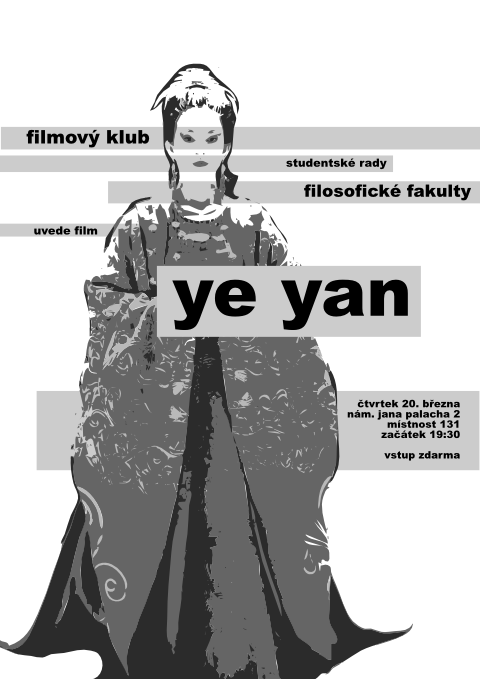 filmový klub
studentské rady
filosofické fakulty
uvede film
ye yan
čtvrtek 20. března
nám. jana palacha 2
místnost 131
začátek 19:30
vstup zdarma